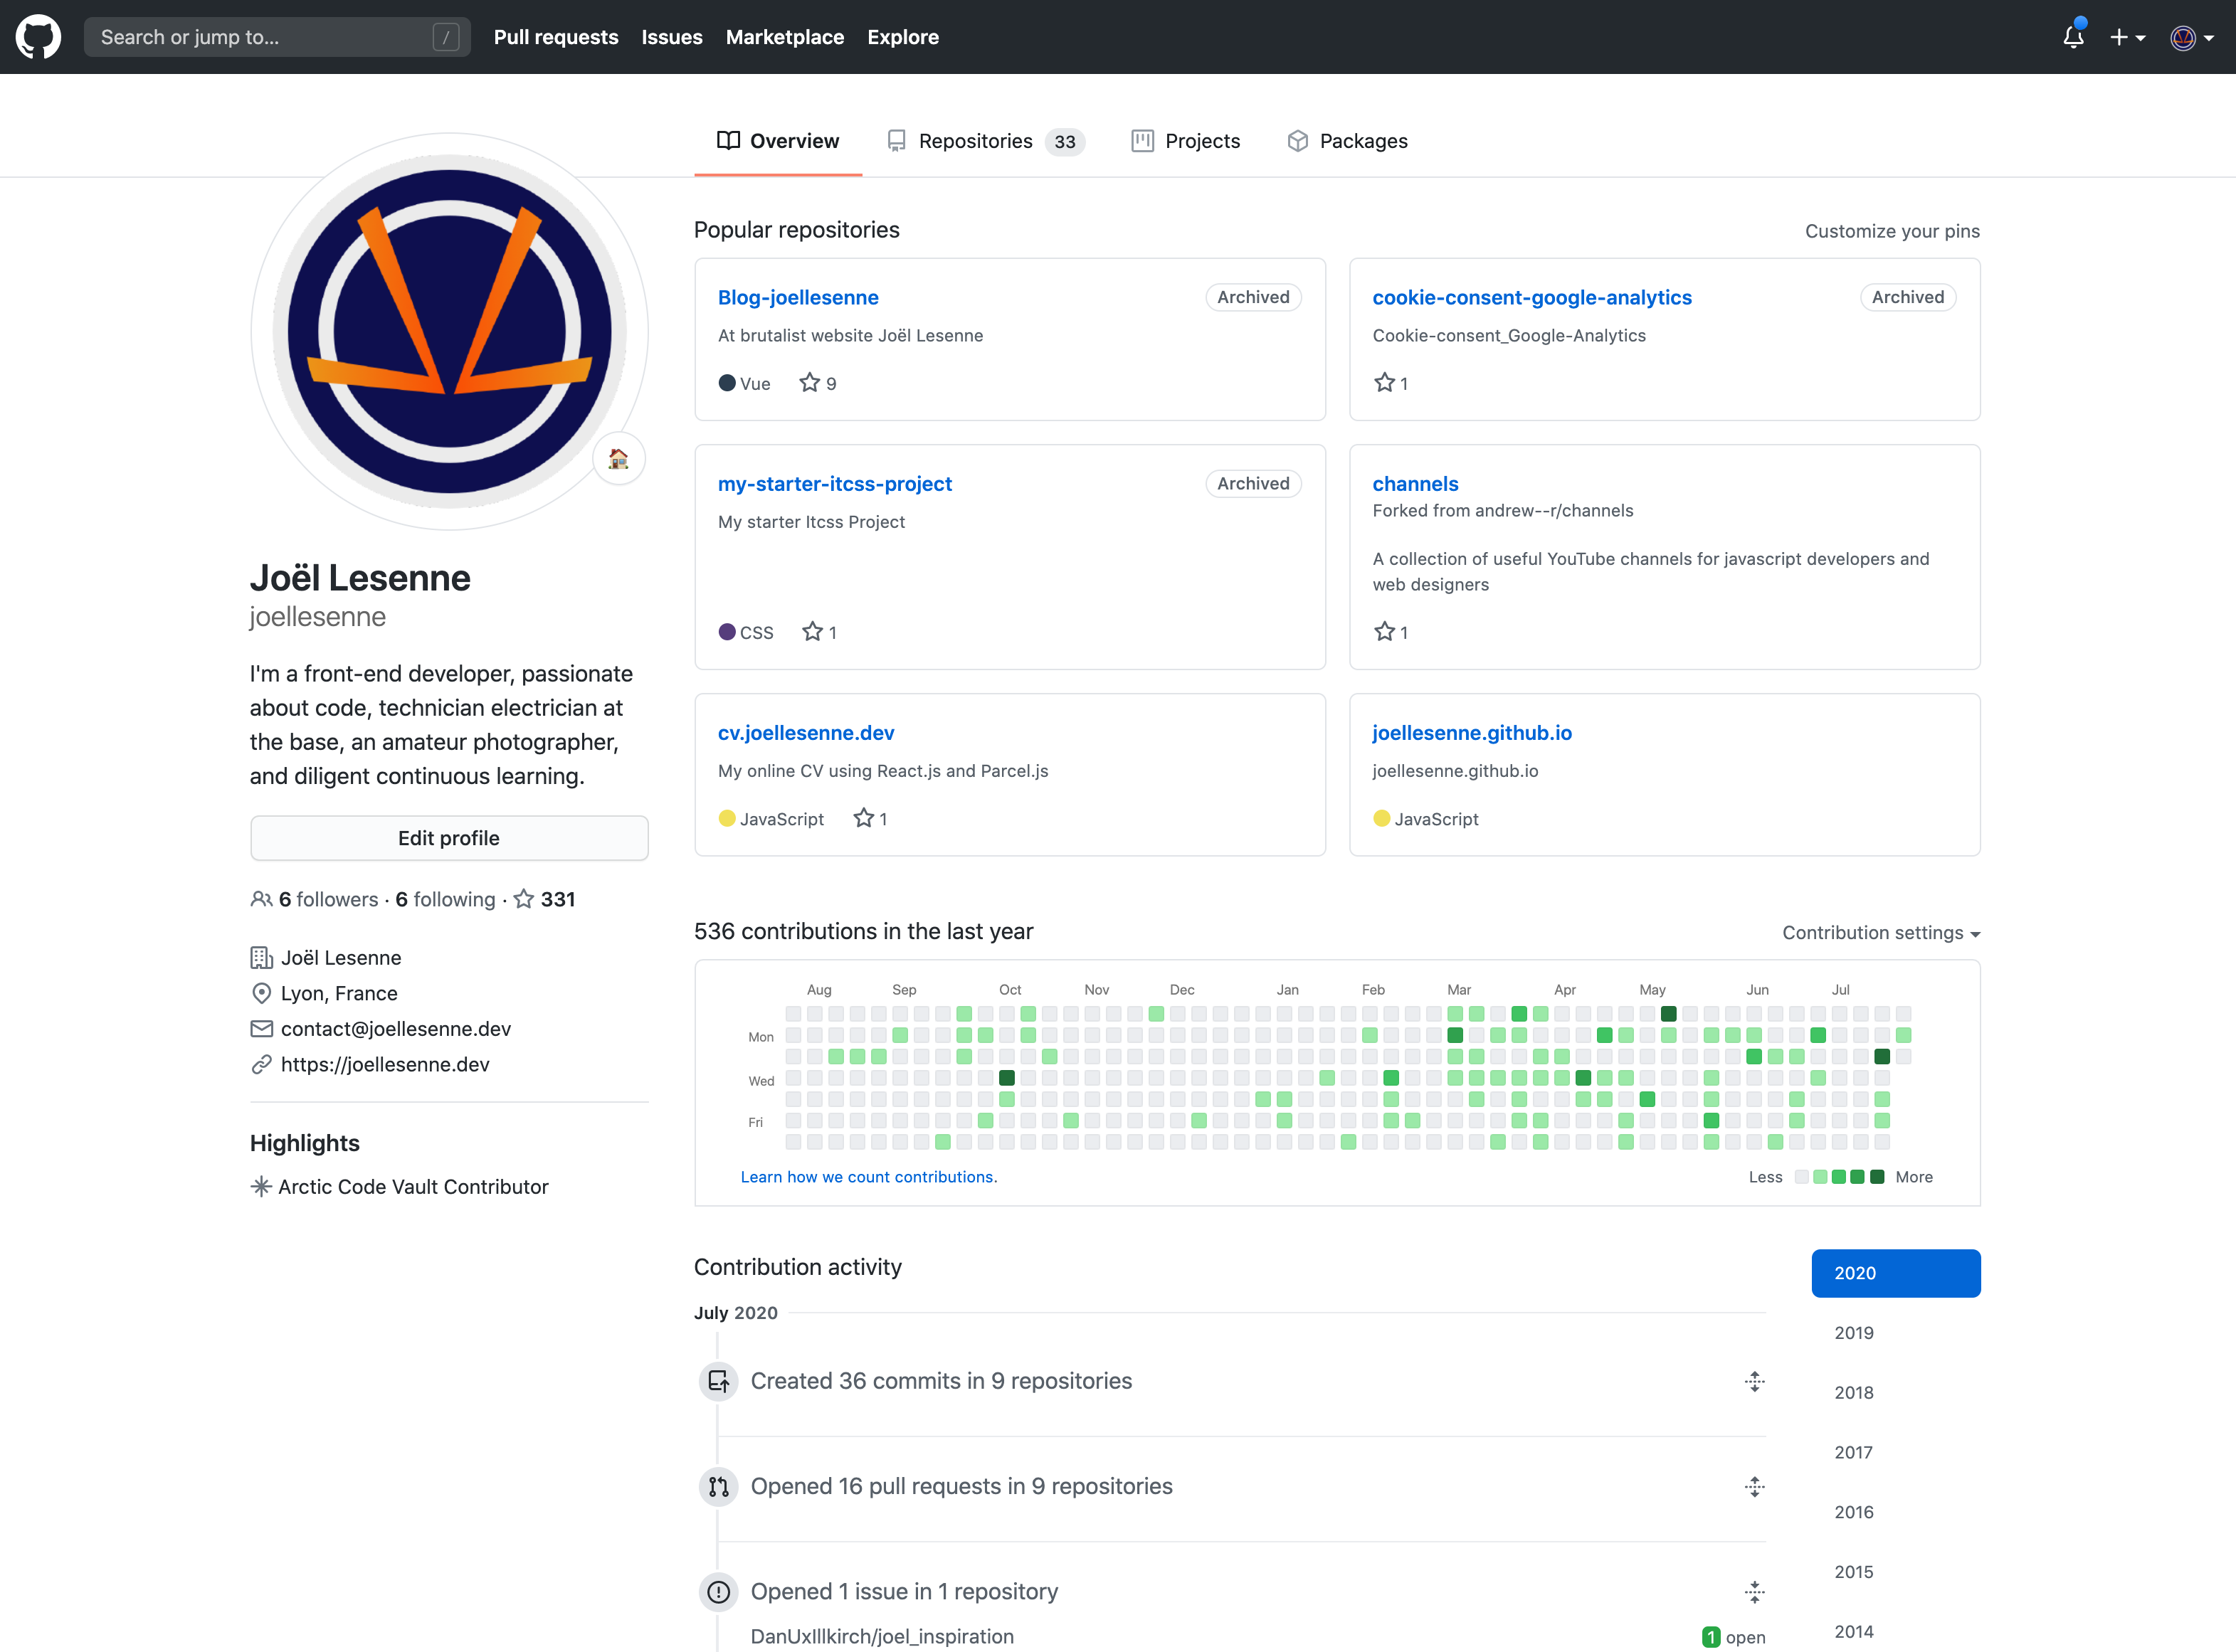 Search or jump to... /
Pull requests
Issues
Marketplace
Explore
Overview
Repositories 33
Projects
Packages
Joël Lesenne
joellesenne
I'm a front-end developer, passionate
about code, technician electrician at
the base, an amateur photographer,
and diligent continuous learning.
Edit profile
6 followers · 6 following · 331
Joël Lesenne
Lyon, France
contact@joellesenne.dev
https://joellesenne.dev
Highlights
Arctic Code Vault Contributor
Popular repositories
Customize your pins
Blog-joellesenne
Archived
At brutalist website Joël Lesenne
Vue 9
cookie-consent-google-analytics
Archived
Cookie-consent_Google-Analytics
1
my-starter-itcss-project
Archived
My starter Itcss Project
CSS 1
channels
Forked from andrew--r/channels
A collection of useful YouTube channels for javascript developers and
web designers
1
cv.joellesenne.dev
My online CV using React.js and Parcel.js
JavaScript 1
joellesenne.github.io
joellesenne.github.io
JavaScript
536 contributions in the last year
Contribution settings
Aug Sep Oct Nov Dec Jan Feb Mar Apr May Jun Jul
Mon
Wed
Fri
Learn how we count contributions.
Less More
Contribution activity
July 2020
Created 36 commits in 9 repositories
Opened 16 pull requests in 9 repositories
Opened 1 issue in 1 repository
DanUxIllkirch/joel_inspiration
1 open
2020
2019
2018
2017
2016
2015
2014